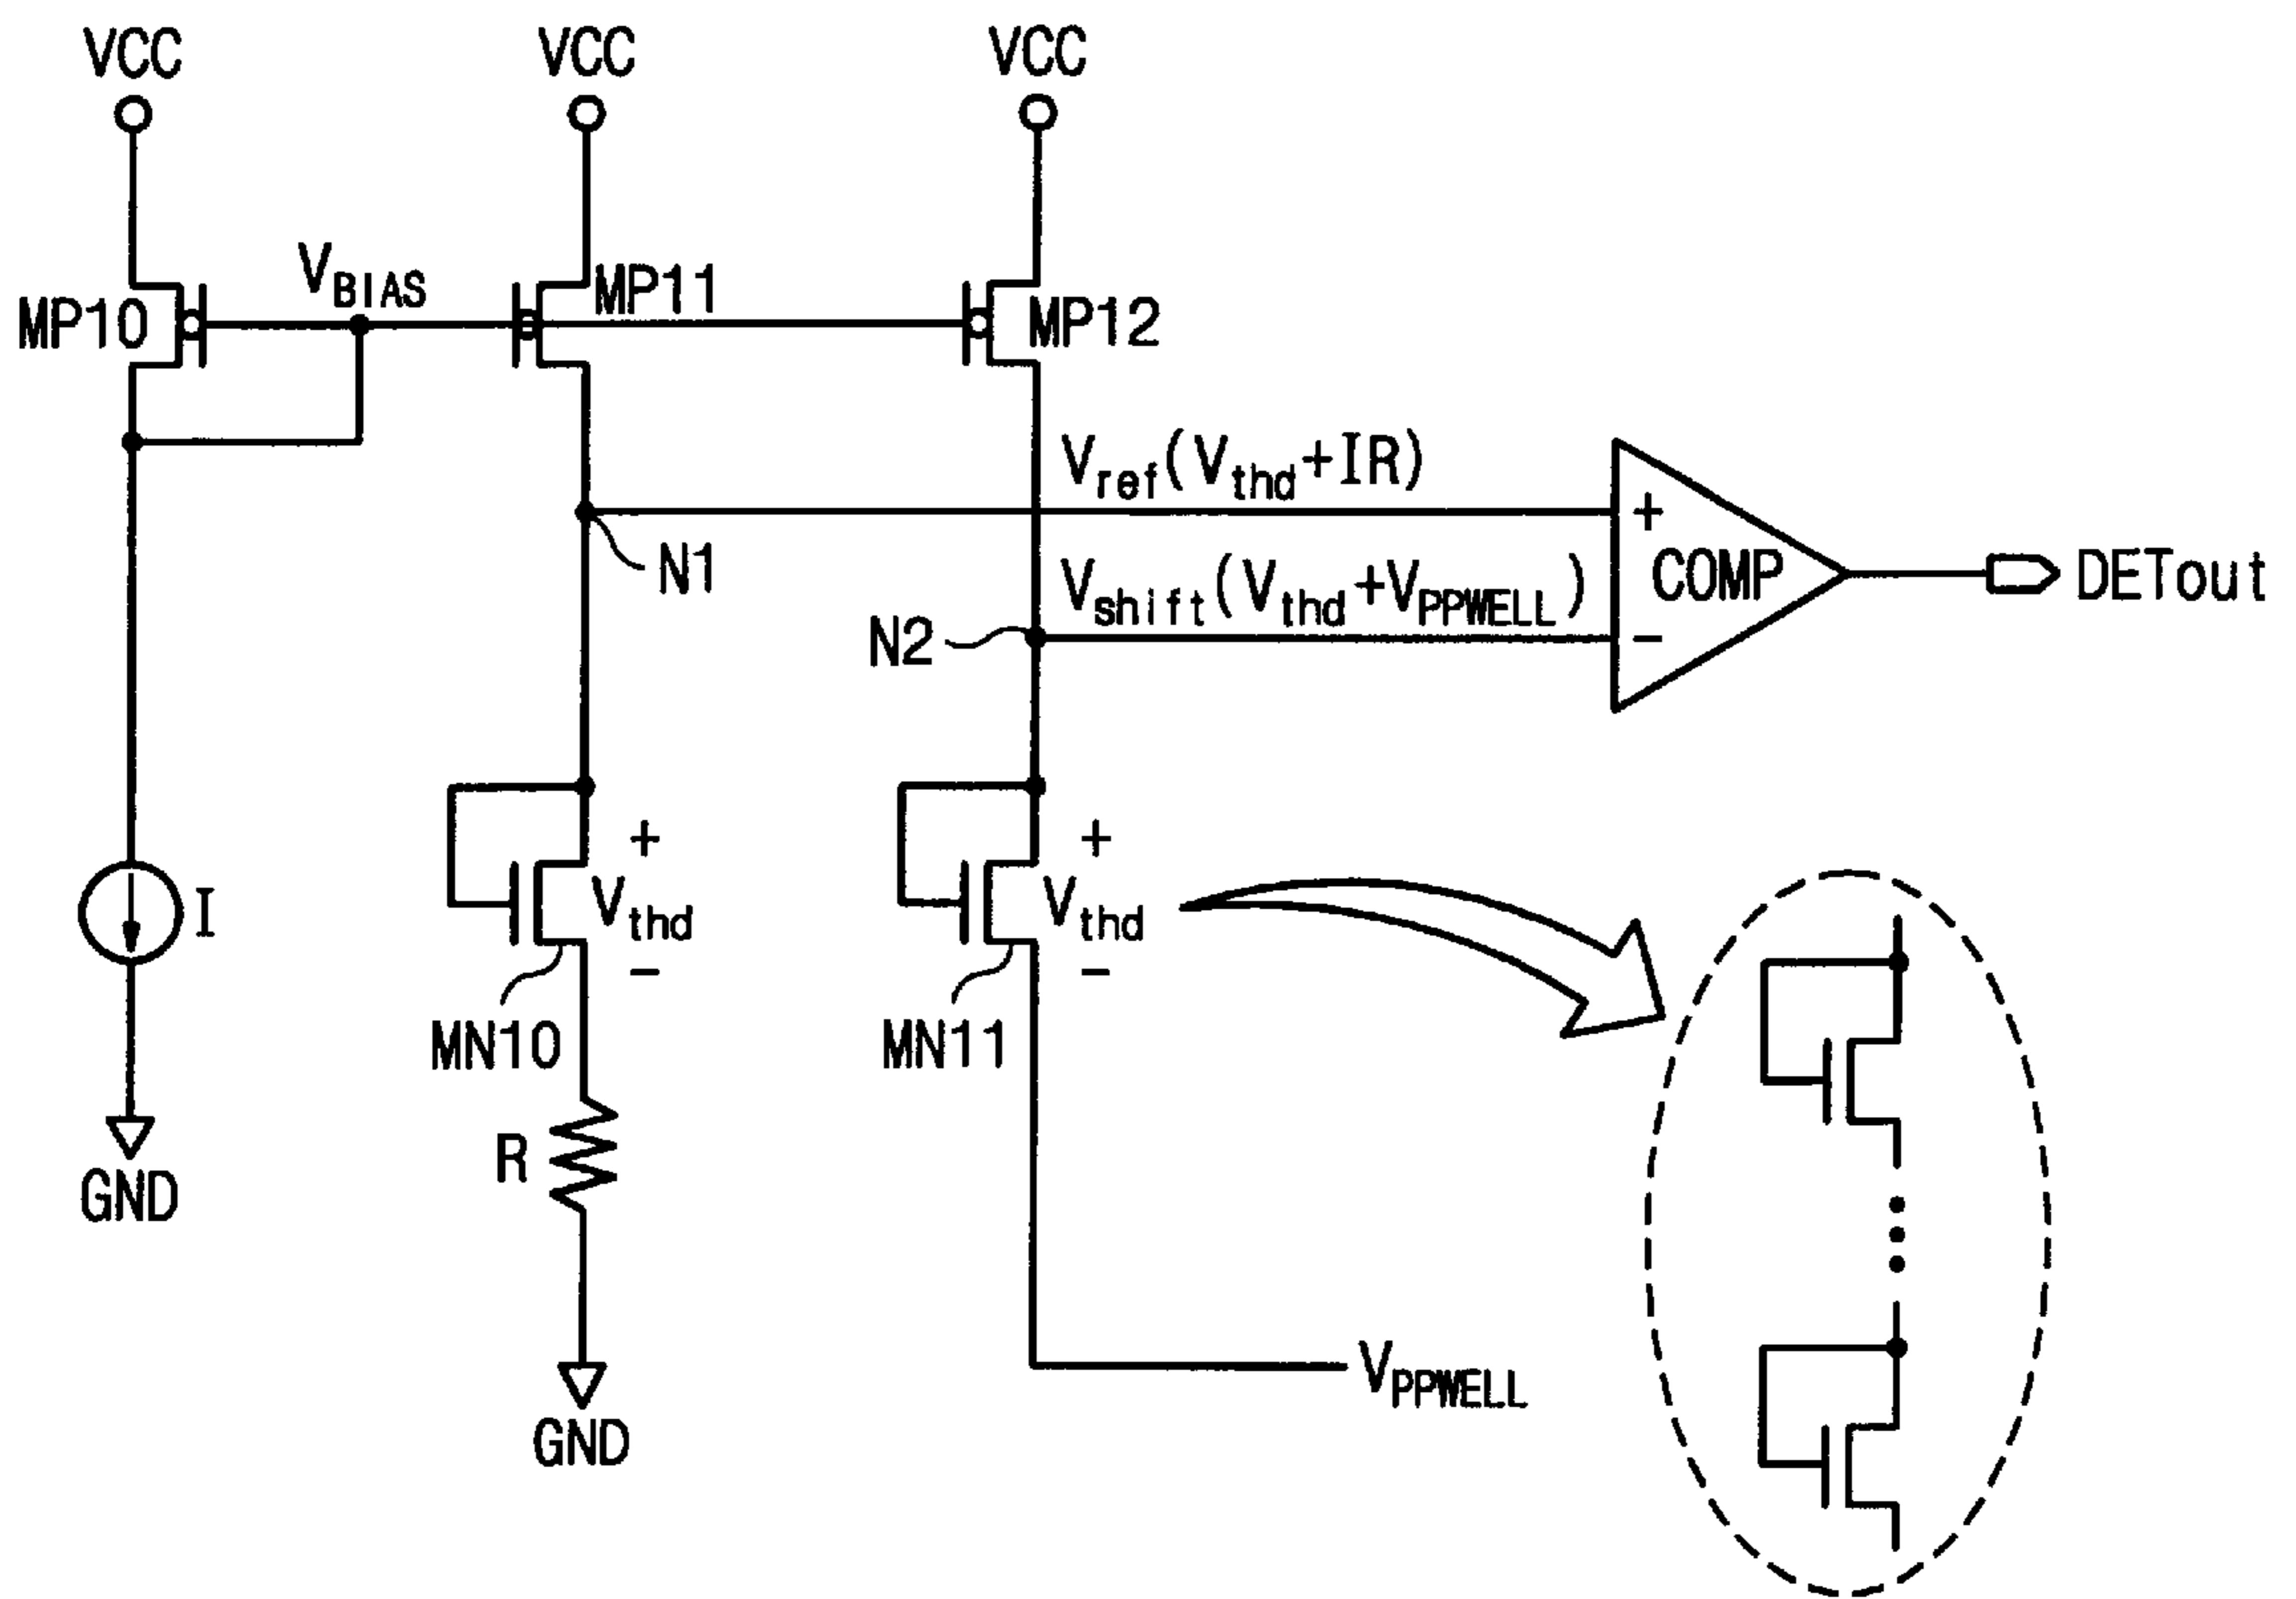 VCC VCC VCC
MP10 VBIAS MP11 MP12
Vref(Vthd+IR)
+
N1
COMP
DETout
Vshift(Vthd+VPPWELL)
N2
-
+ +
I Vthd Vthd
- -
MN10 MN11
R
GND
VPPWELL
GND